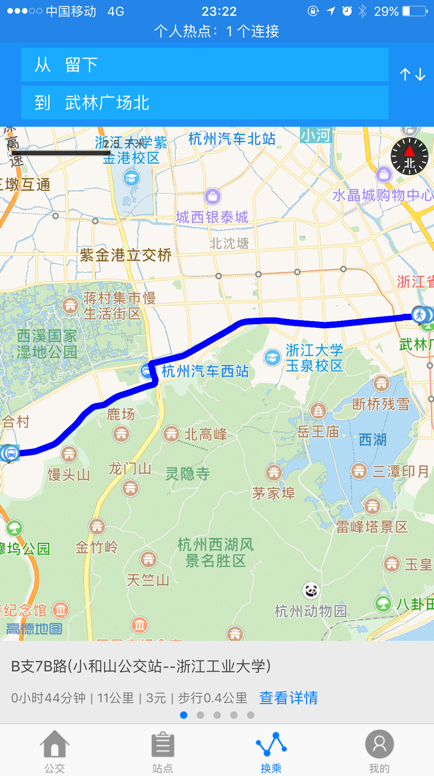 中国移动 4G 23:22 29%
个人热点：1 个连接
从 留下
到 武林广场北
2.5 千米
浙江大学紫
金港校区
杭州汽车北站
小河
高
速
三墩互通
北
城西银泰城
水晶城购物中心
北沈塘
紫金港立交桥
浙江省
蒋村集市慢
生活街区
西溪国家
湿地公园
武林广
浙江大学
玉泉校区
杭州汽车西站
断桥残雪
合村
鹿场
北高峰
岳王庙
西湖
馒头山
龙门山
灵隐寺
茅家埠
三潭印月
雷峰塔景区
金竹岭
杭州西湖风
景名胜区
坞公园
天竺山
玉皇
杭州动物园
八卦田
纪念馆
高德地图
B支7B路(小和山公交站--浙江工业大学)
0小时44分钟 | 11公里 | 3元 | 步行0.4公里 查看详情
公交 站点 换乘 我的